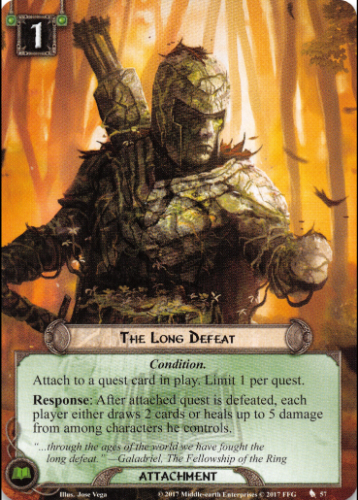 1
THE LONG DEFEAT
Condition.
Attach to a quest card in play. Limit 1 per quest.
Response: After attached quest is defeated, each
player either draws 2 cards or heals up to 5 damage
from among characters he controls.
"...through the ages of the world we have fought the
long defeat." —Galadriel, The Fellowship of the Ring
ATTACHMENT
Illus. Jose Vega © 2017 Middle-earth Enterprises © 2017 FFG 57